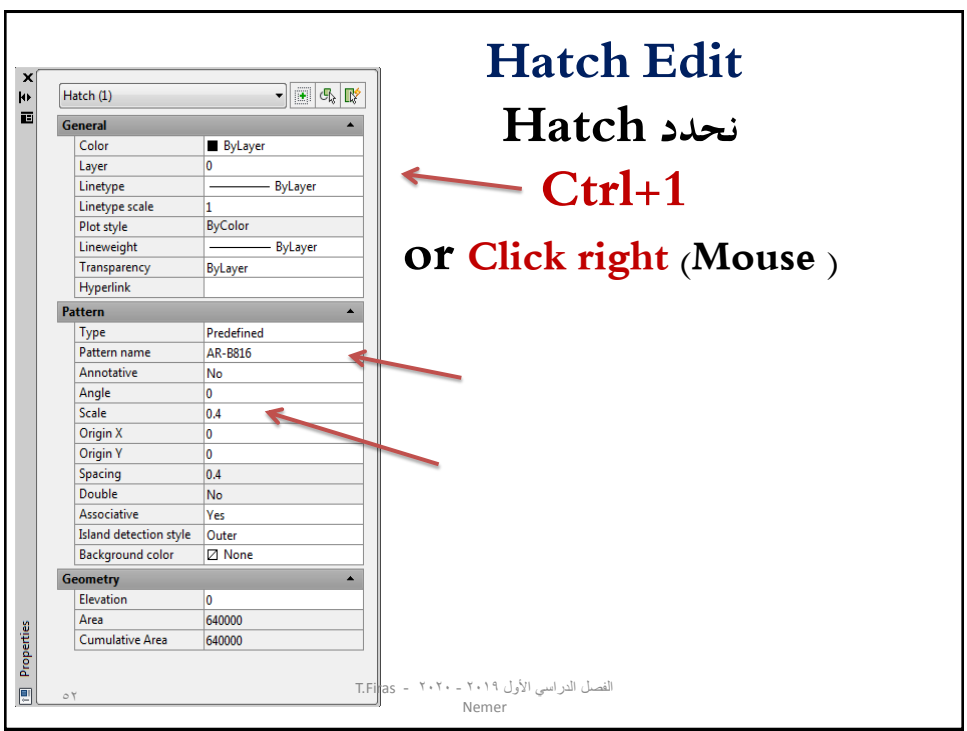 Hatch Edit
نحدد Hatch
Ctrl+1
or Click right (Mouse )
Hatch (1)
General
Color ByLayer
Layer 0
Linetype ByLayer
Linetype scale 1
Plot style ByColor
Lineweight ByLayer
Transparency ByLayer
Hyperlink
Pattern
Type Predefined
Pattern name AR-B816
Annotative No
Angle 0
Scale 0.4
Origin X 0
Origin Y 0
Spacing 0.4
Double No
Associative Yes
Island detection style Outer
Background color None
Geometry
Elevation 0
Area 640000
Cumulative Area 640000
Properties
٥٢
الفصل الدراسي الأول ٢٠١٩ - ٢٠٢٠ - T.Firas
Nemer